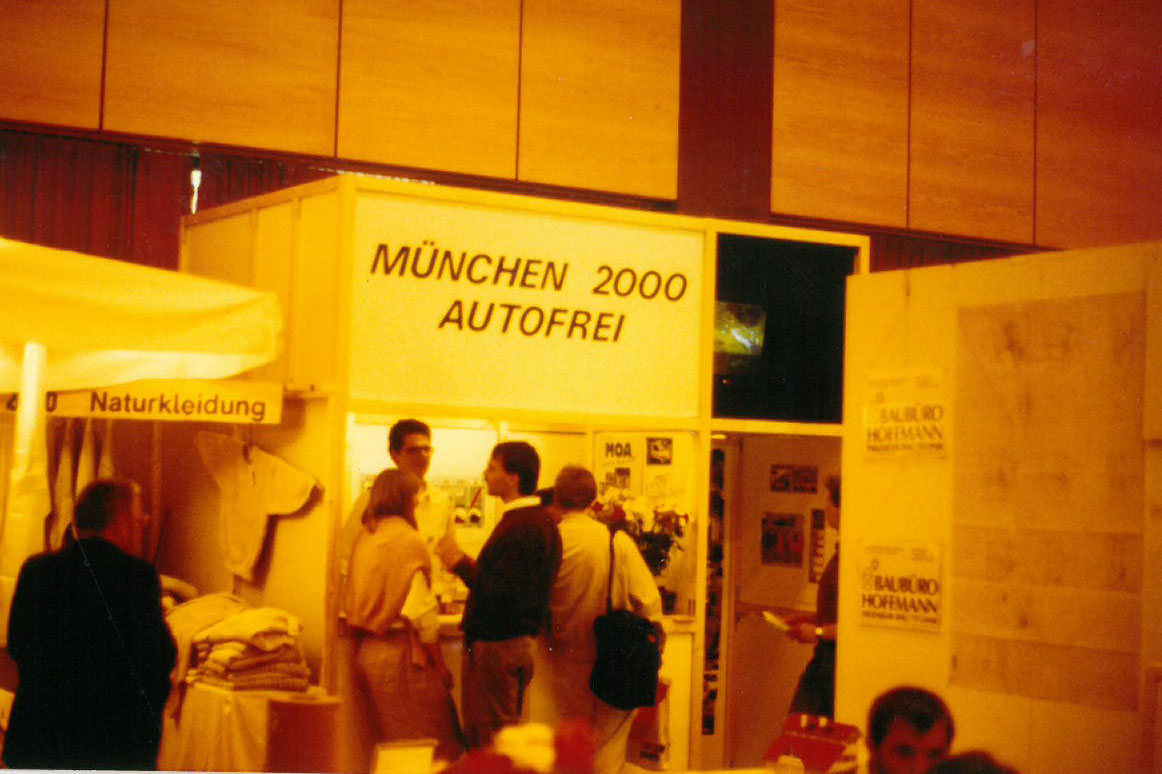 MÜNCHEN 2000
AUTOFREI
Naturkleidung
MOA
BAUBÜRO
HOFFMANN
BAUBÜRO
HOFFMANN